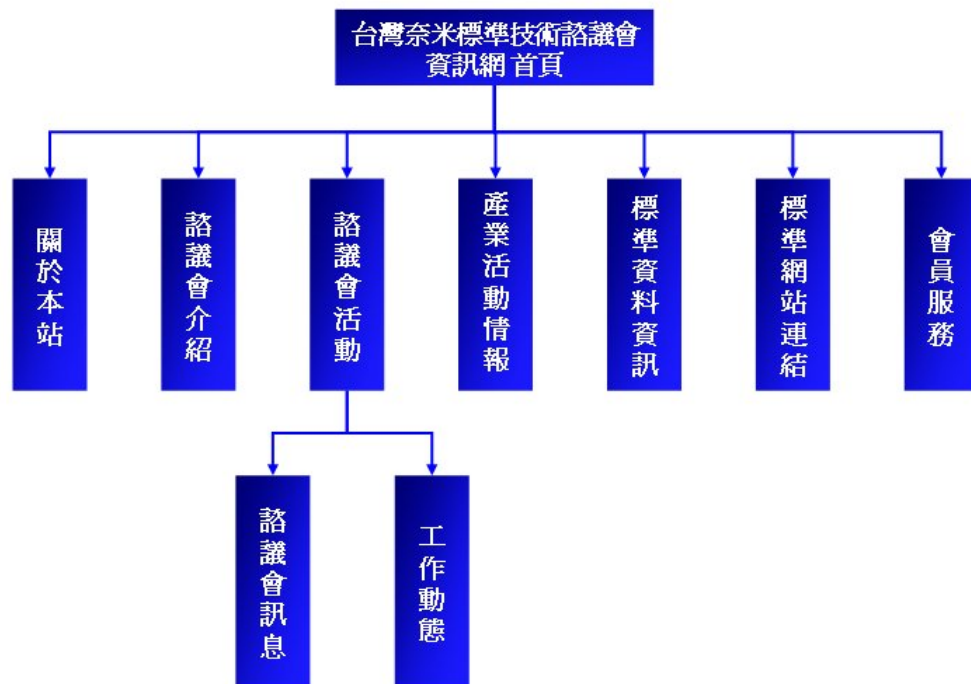 台灣奈米標準技術諮議會
資訊網 首頁
關於本站
諮議會介紹
諮議會活動
產業活動情報
標準資料資訊
標準網站連結
會員服務
諮議會訊息
工作動態